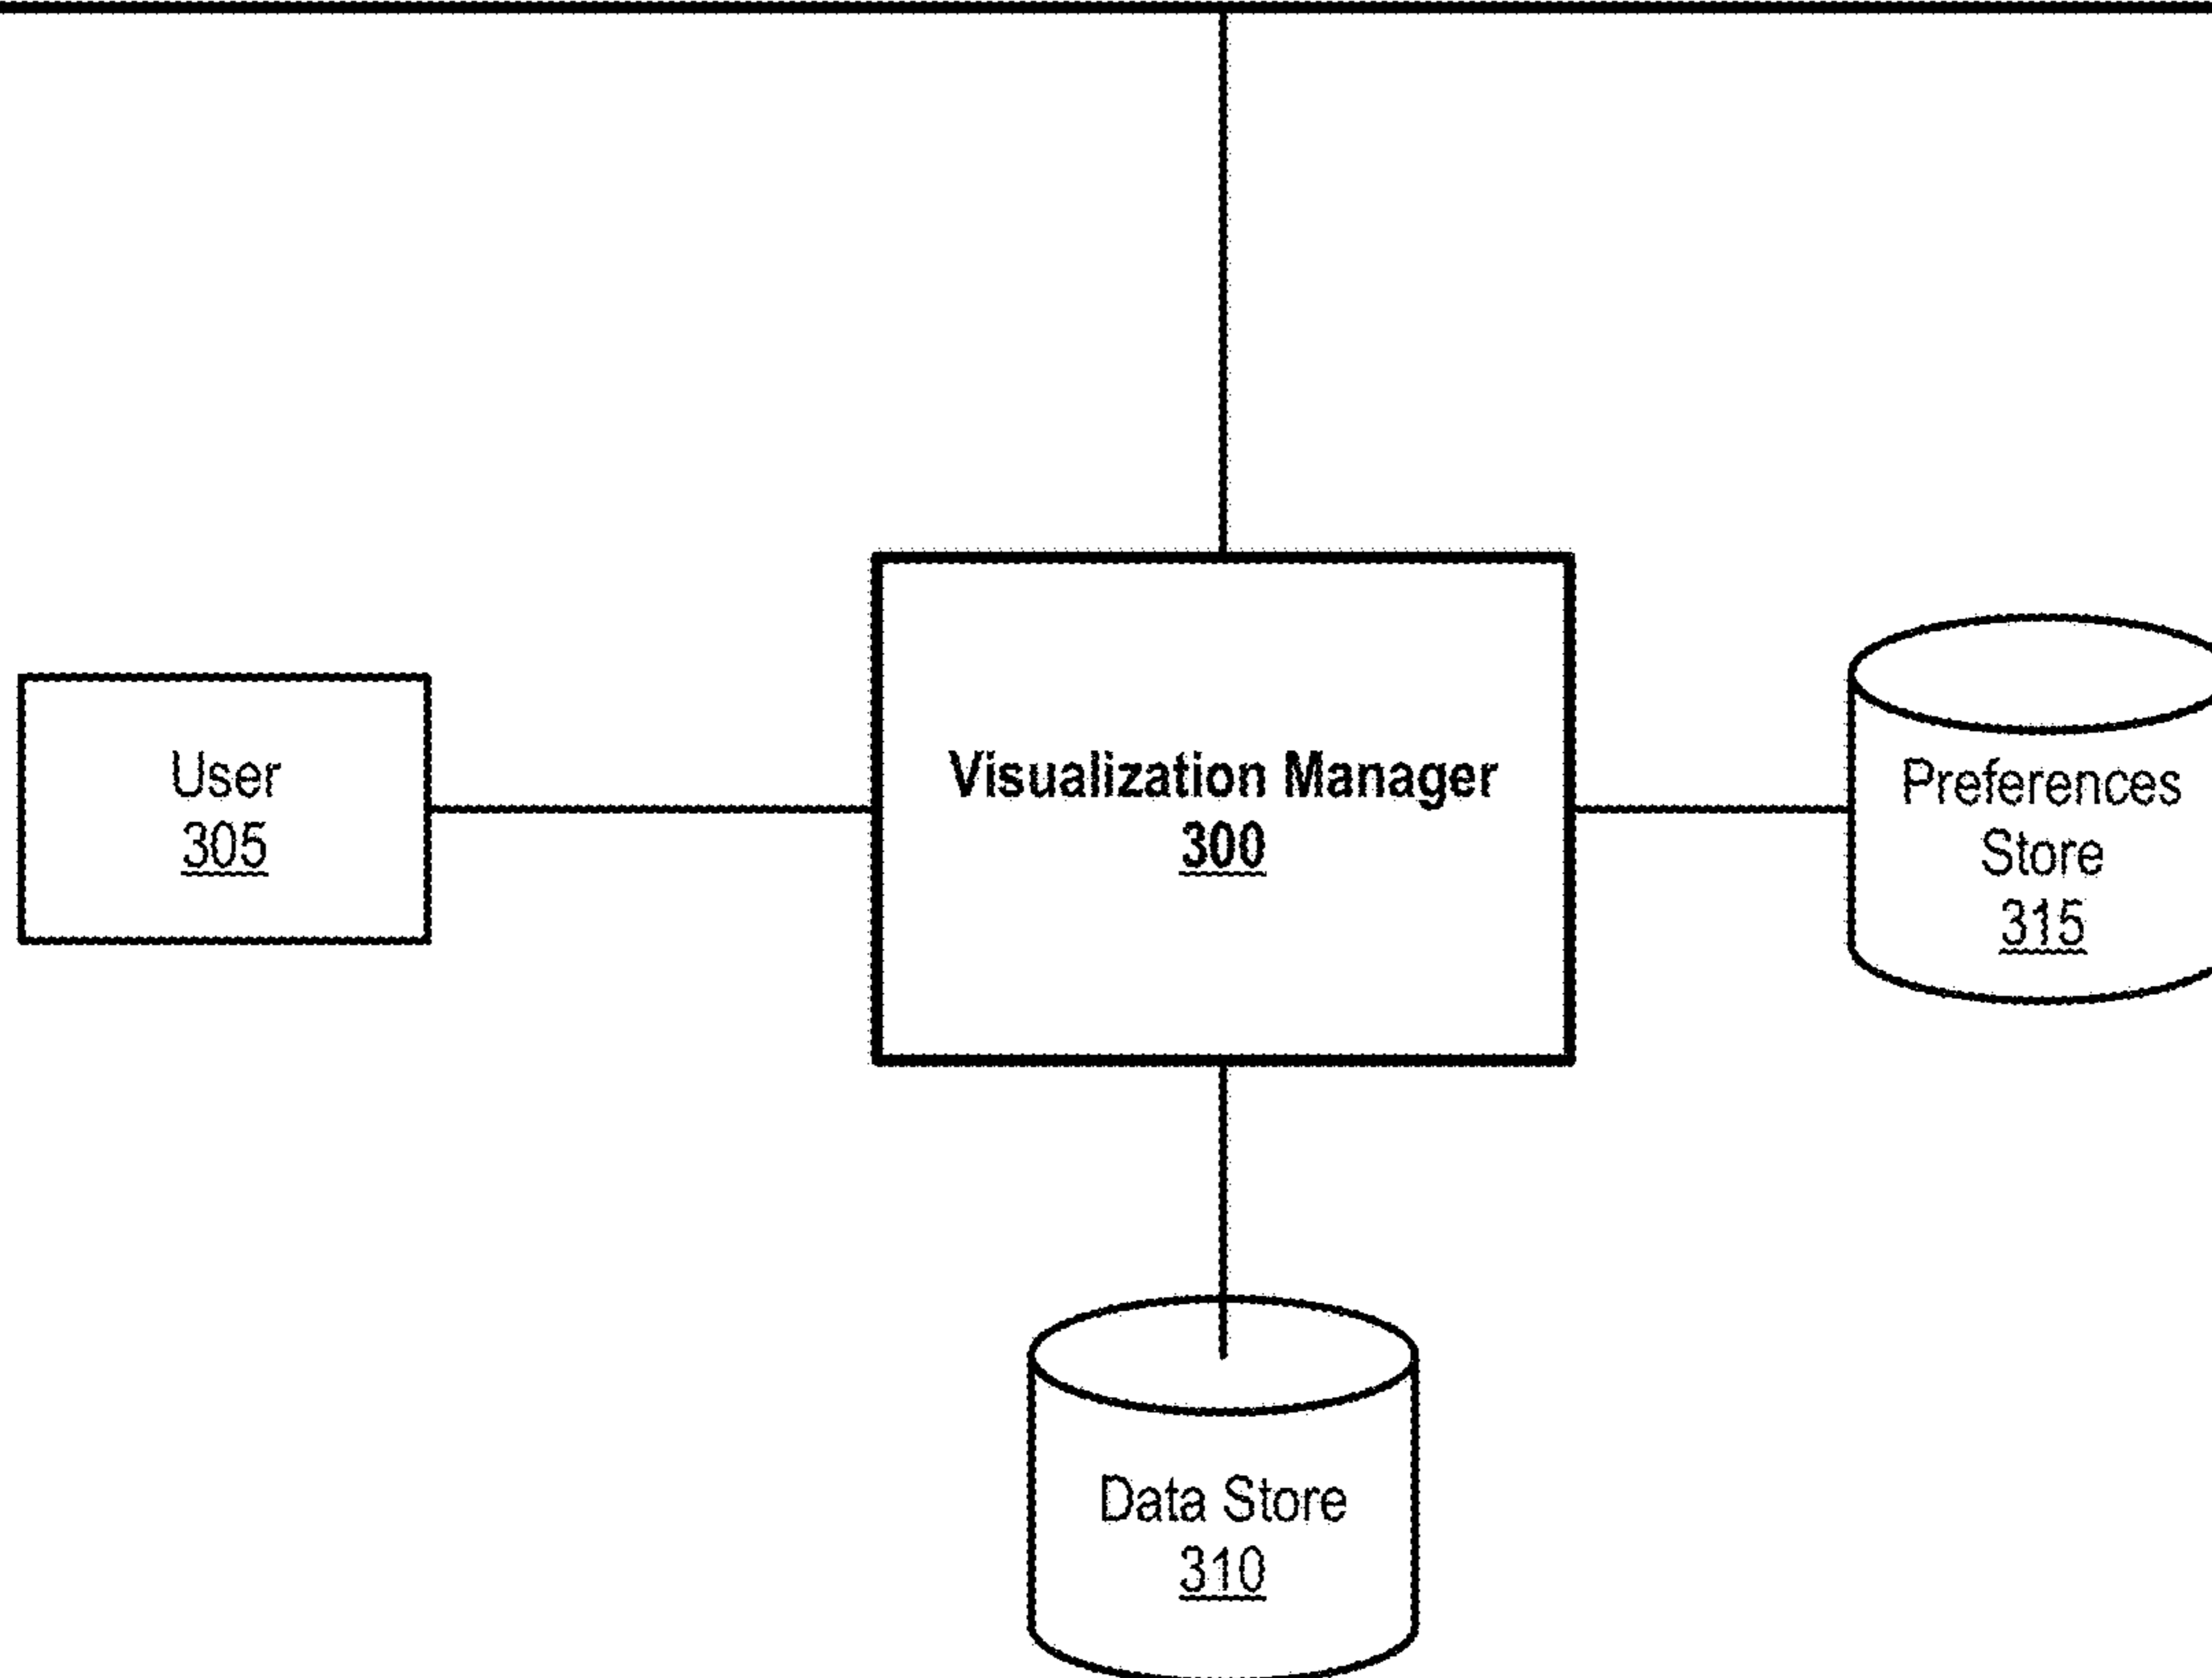 User
305
Visualization Manager
300
Preferences
Store
315
Data Store
310